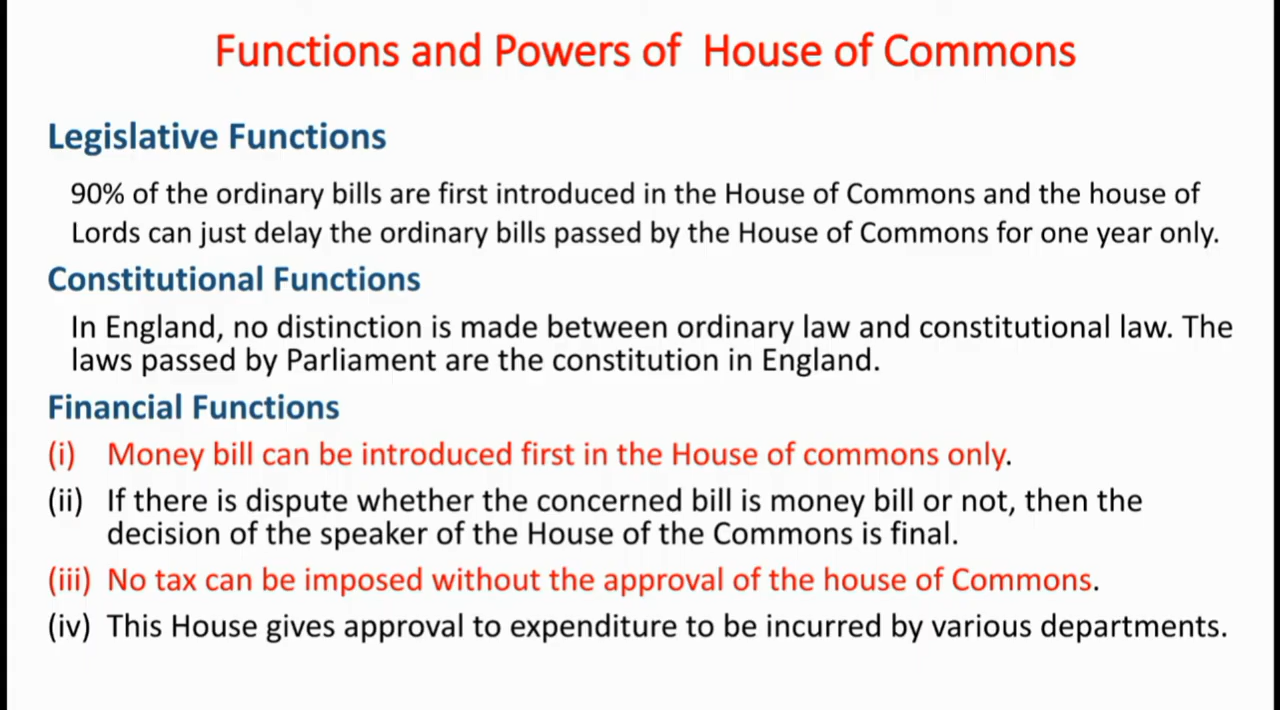 Functions and Powers of House of Commons
Legislative Functions
90% of the ordinary bills are first introduced in the House of Commons and the house of
Lords can just delay the ordinary bills passed by the House of Commons for one year only.
Constitutional Functions
In England, no distinction is made between ordinary law and constitutional law. The
laws passed by Parliament are the constitution in England.
Financial Functions
(i) Money bill can be introduced first in the House of commons only.
(ii) If there is dispute whether the concerned bill is money bill or not, then the
decision of the speaker of the House of the Commons is final.
(iii) No tax can be imposed without the approval of the house of Commons.
(iv) This House gives approval to expenditure to be incurred by various departments.